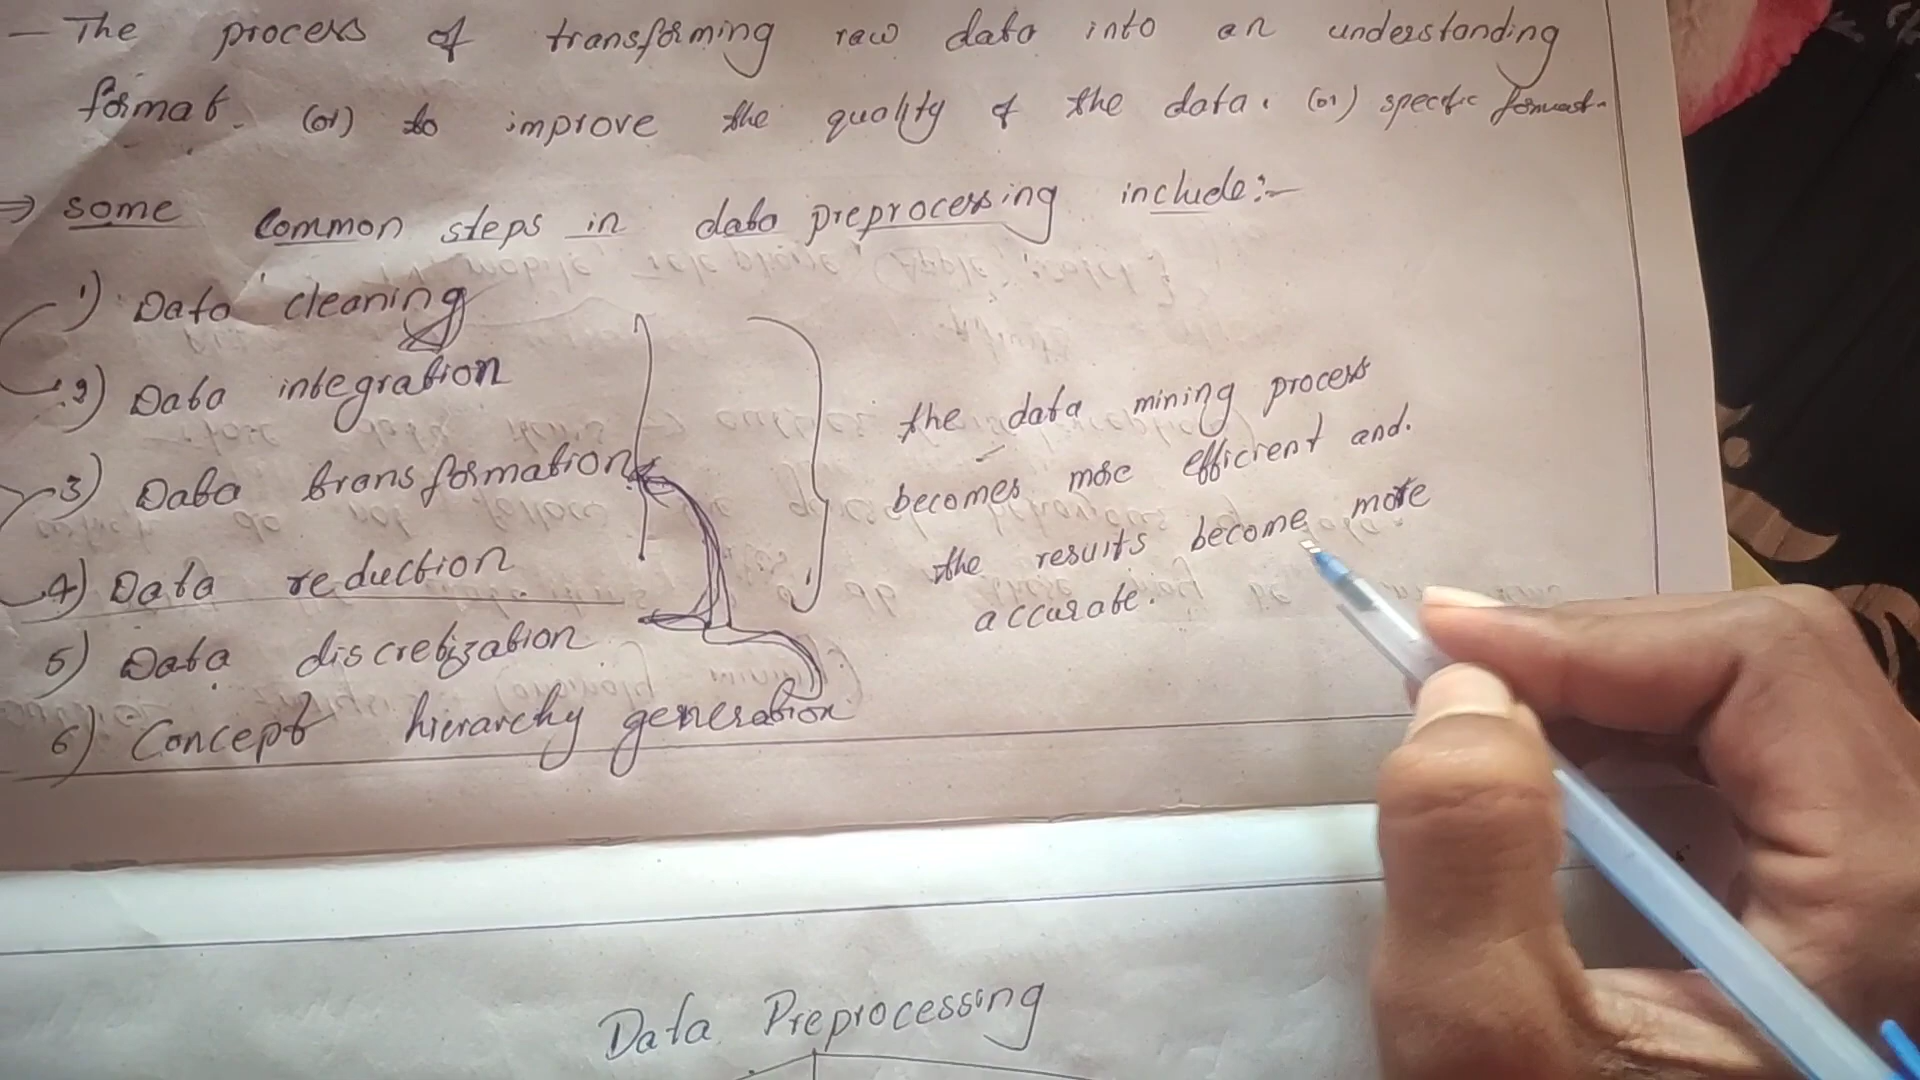 - The process of transforming raw data into an understanding
format. (or) to improve the quality of the data. (or) specific format.
⇒ some common steps in data preprocessing include:-
1) Data cleaning
2) Data integration
3) Data transformation
4) Data reduction
5) Data discretization
6) Concept hierarchy generation
the data mining process
becomes more efficient and.
the results become more
accurate.
Data Preprocessing